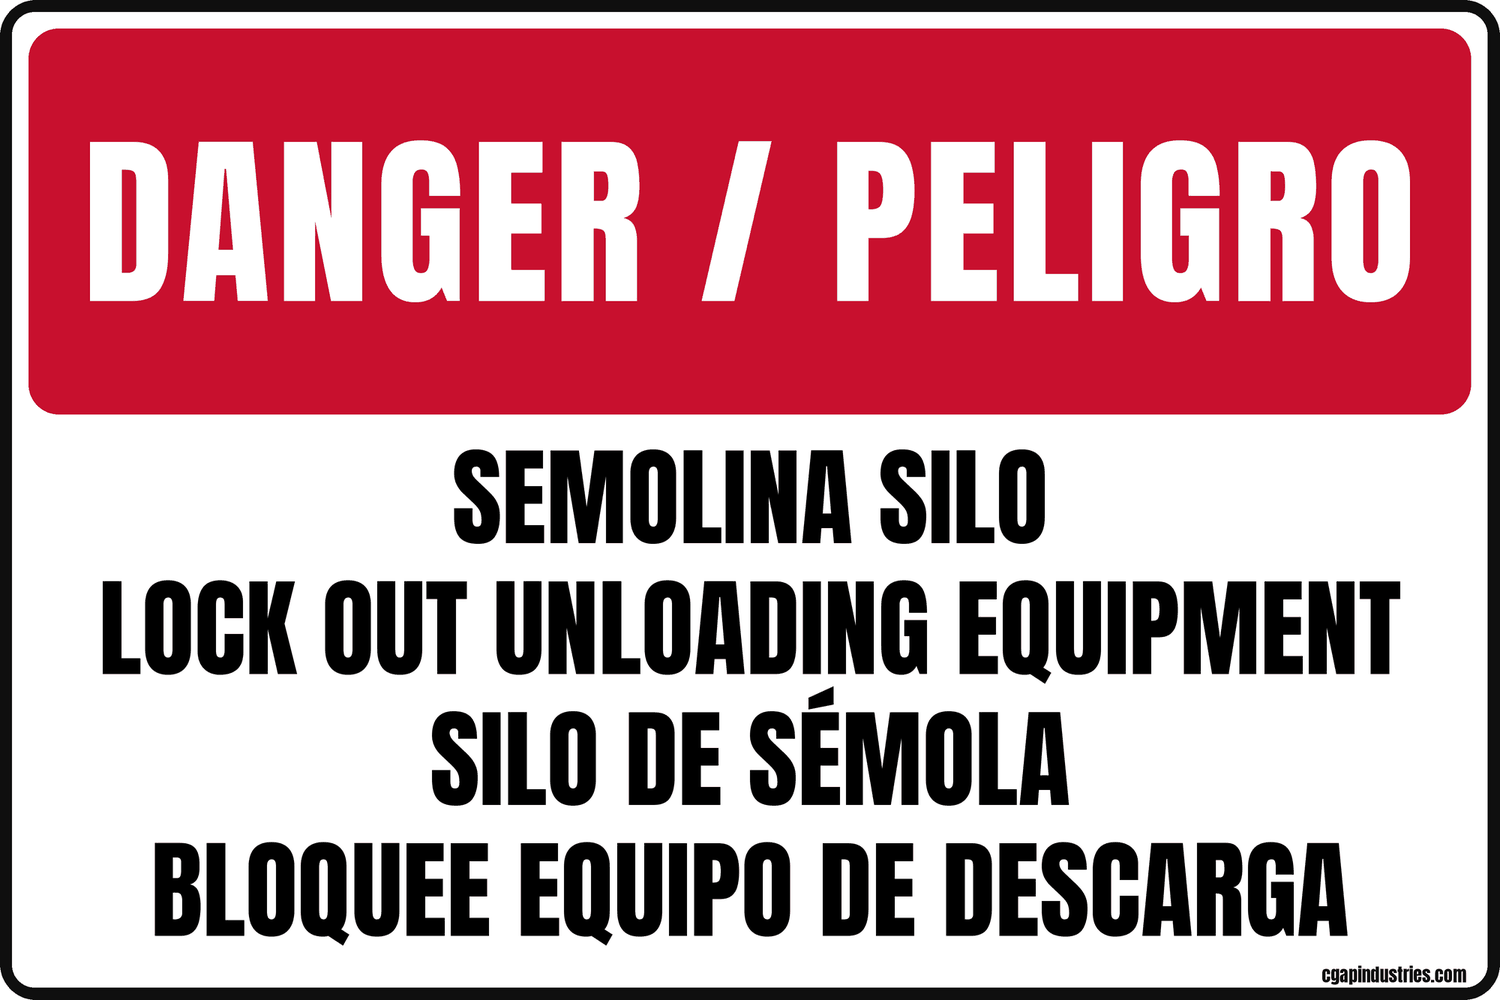 DANGER / PELIGRO
SEMOLINA SILO
LOCK OUT UNLOADING EQUIPMENT
SILO DE SÉMOLA
BLOQUEE EQUIPO DE DESCARGA
cgapindustries.com